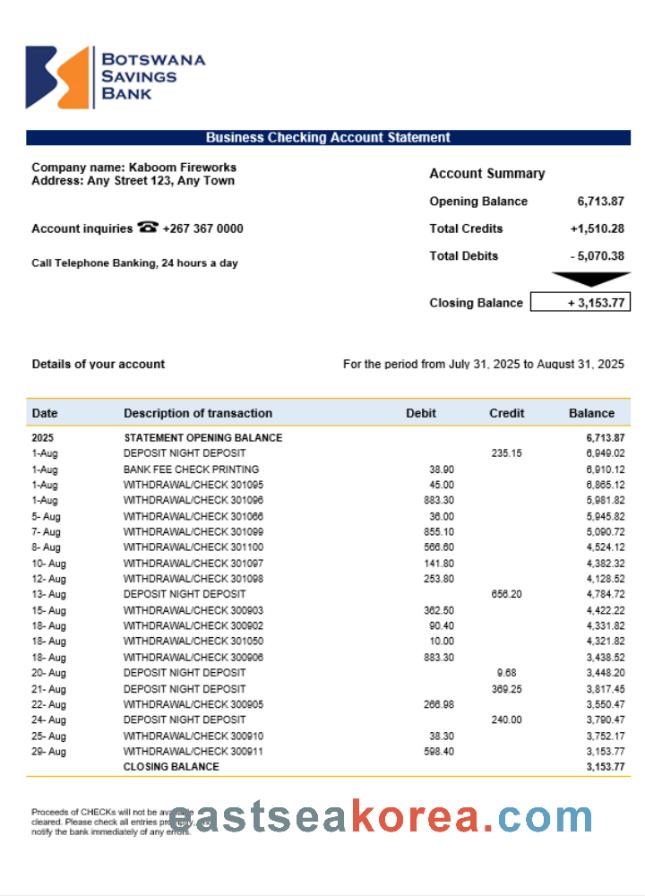 BOTSWANA
SAVINGS
BANK
Business Checking Account Statement
Company name: Kaboom Fireworks
Address: Any Street 123, Any Town
Account inquiries ☎ +267 367 0000
Call Telephone Banking, 24 hours a day
Account Summary
Opening Balance 6,713.87
Total Credits +1,510.28
Total Debits - 5,070.38
Closing Balance + 3,153.77
Details of your account For the period from July 31, 2025 to August 31, 2025
Date Description of transaction Debit Credit Balance
2025 STATEMENT OPENING BALANCE 6,713.87
1-Aug DEPOSIT NIGHT DEPOSIT 235.15 6,949.02
1-Aug BANK FEE CHECK PRINTING 38.90 6,910.12
1-Aug WITHDRAWAL/CHECK 301095 45.00 6,865.12
1-Aug WITHDRAWAL/CHECK 301096 883.30 5,981.82
5- Aug WITHDRAWAL/CHECK 301066 36.00 5,945.82
7- Aug WITHDRAWAL/CHECK 301099 855.10 5,090.72
8- Aug WITHDRAWAL/CHECK 301100 566.60 4,524.12
10- Aug WITHDRAWAL/CHECK 301097 141.80 4,382.32
12- Aug WITHDRAWAL/CHECK 301098 253.80 4,128.52
13- Aug DEPOSIT NIGHT DEPOSIT 656.20 4,784.72
15- Aug WITHDRAWAL/CHECK 300903 362.50 4,422.22
18- Aug WITHDRAWAL/CHECK 300902 90.40 4,331.82
18- Aug WITHDRAWAL/CHECK 301050 10.00 4,321.82
18- Aug WITHDRAWAL/CHECK 300906 883.30 3,438.52
20- Aug DEPOSIT NIGHT DEPOSIT 9.68 3,448.20
21- Aug DEPOSIT NIGHT DEPOSIT 369.25 3,817.45
22- Aug WITHDRAWAL/CHECK 300905 266.98 3,550.47
24- Aug DEPOSIT NIGHT DEPOSIT 240.00 3,790.47
25- Aug WITHDRAWAL/CHECK 300910 38.30 3,752.17
29- Aug WITHDRAWAL/CHECK 300911 598.40 3,153.77
CLOSING BALANCE 3,153.77
Proceeds of CHECKs will not be
cleared. Please check all entries
notify the bank immediately of any errors.
eastseakorea.com